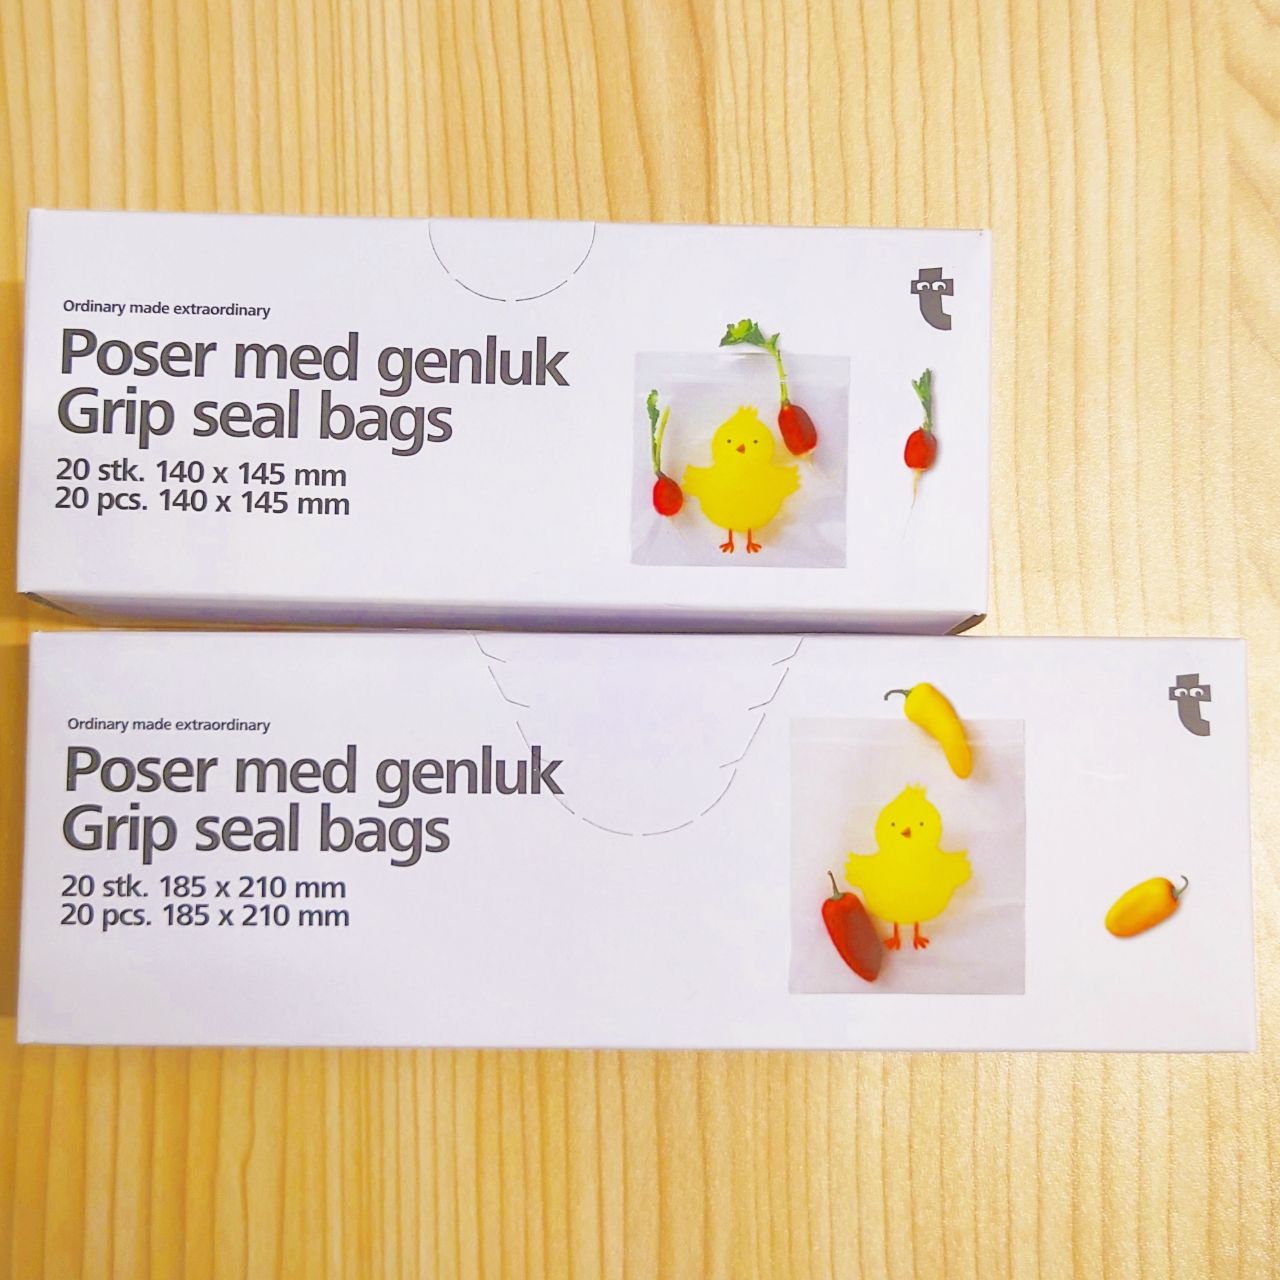 Ordinary made extraordinary
Poser med genluk
Grip seal bags
20 stk. 140 x 145 mm
20 pcs. 140 x 145 mm
Ordinary made extraordinary
Poser med genluk
Grip seal bags
20 stk. 185 x 210 mm
20 pcs. 185 x 210 mm